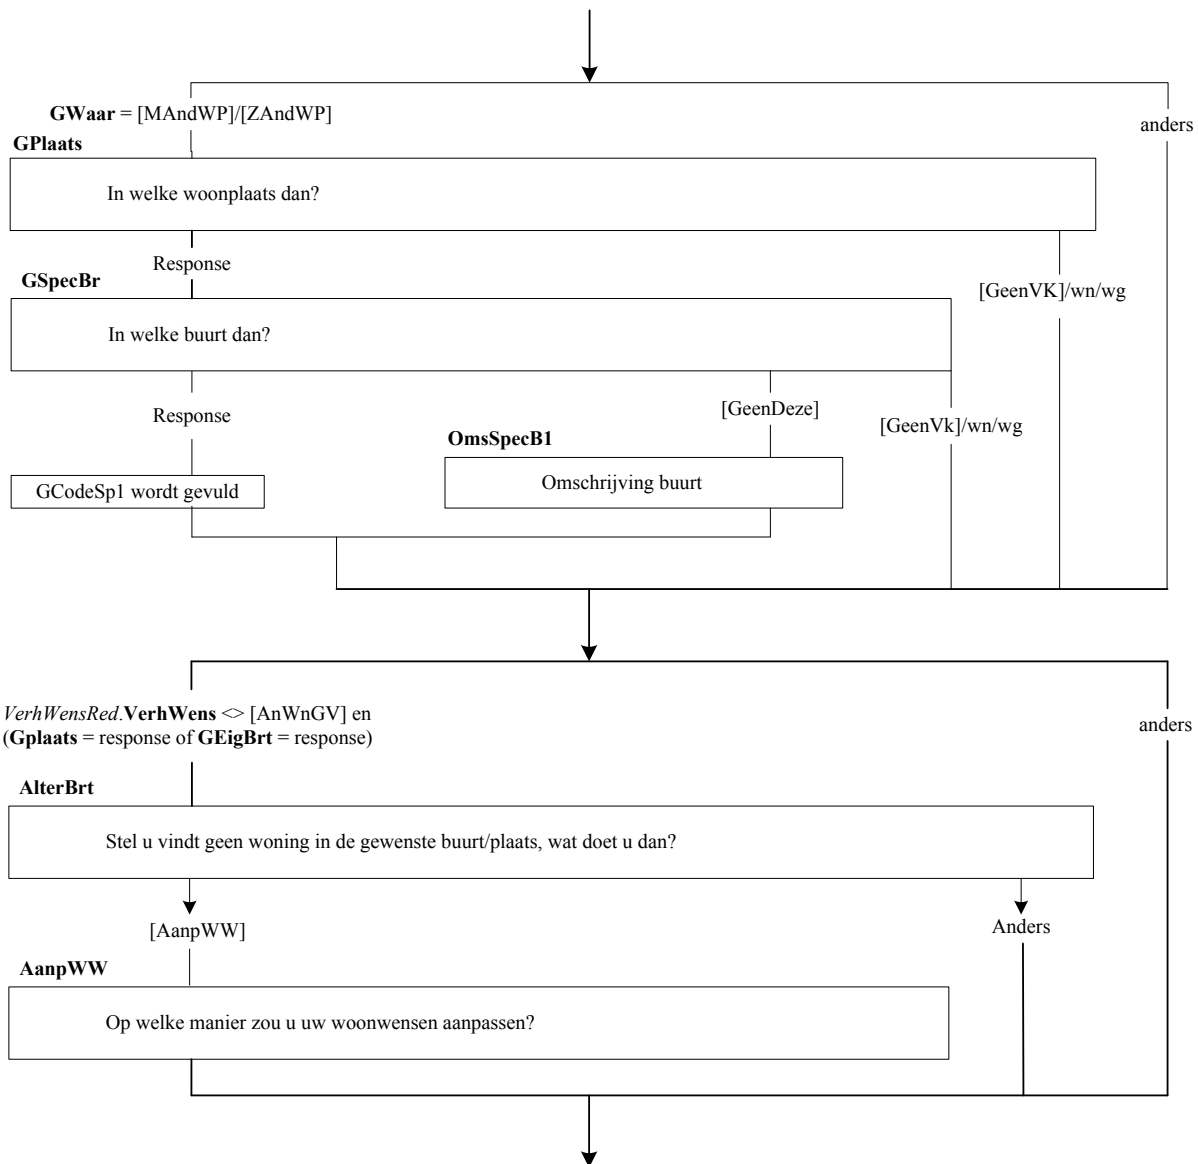 GWaar = [MAndWP]/[ZAndWP]
anders
GPlaats
In welke woonplaats dan?
Response
[GeenVK]/wn/wg
GSpecBr
In welke buurt dan?
Response
[GeenDeze]
[GeenVk]/wn/wg
OmsSpecB1
GCodeSp1 wordt gevuld
Omschrijving buurt
VerhWensRed.VerhWens <> [AnWnGV] en
(Gplaats = response of GEigBrt = response)
anders
AlterBrt
Stel u vindt geen woning in de gewenste buurt/plaats, wat doet u dan?
[AanpWW]
Anders
AanpWW
Op welke manier zou u uw woonwensen aanpassen?